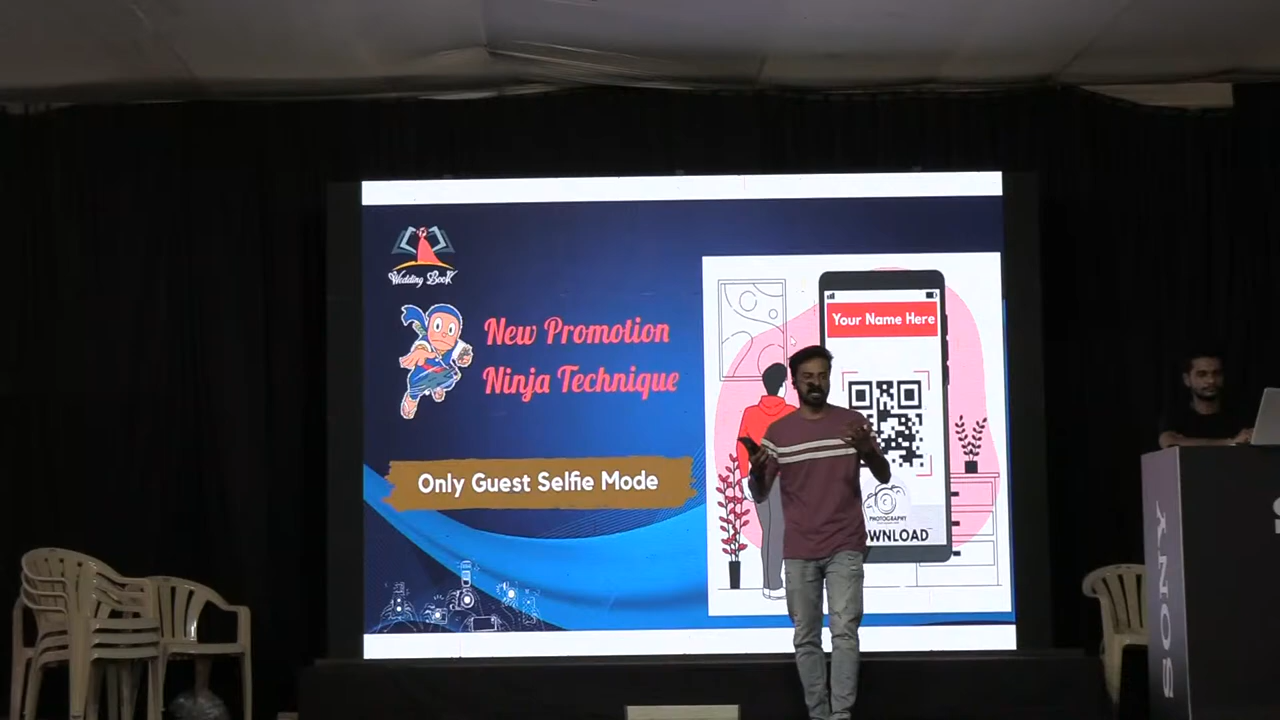 Wedding Book
New Promotion
Ninja Technique
Only Guest Selfie Mode
Your Name Here
PHOTOGRAPHY
WNLOAD
SONY